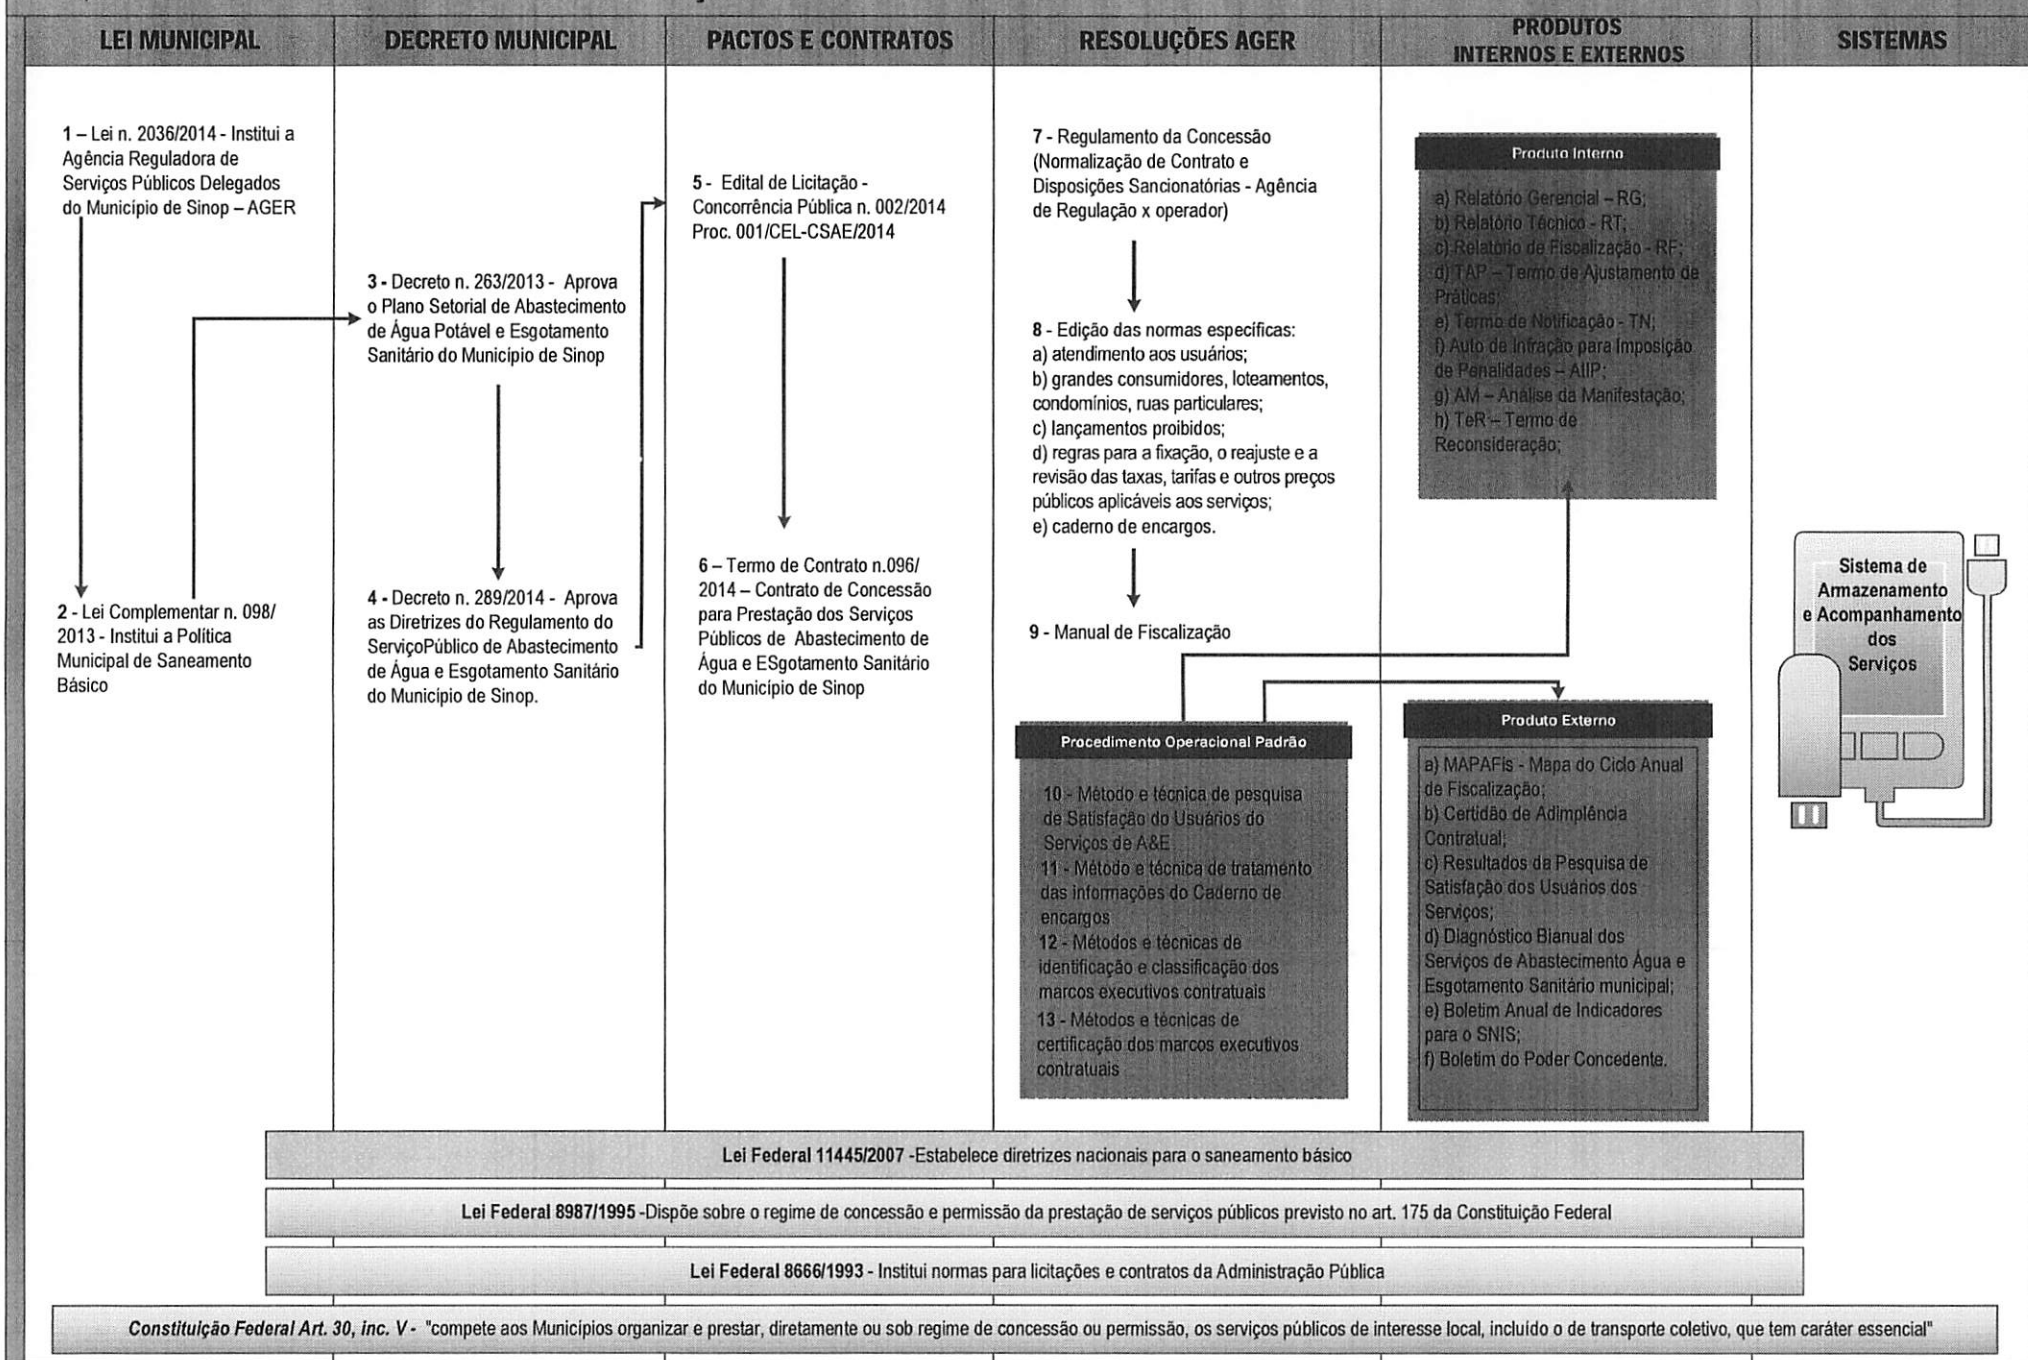 LEI MUNICIPAL
DECRETO MUNICIPAL
PACTOS E CONTRATOS
RESOLUÇÕES AGER
PRODUTOS
INTERNOS E EXTERNOS
SISTEMAS
1 – Lei n. 2036/2014 - Institui a
Agência Reguladora de
Serviços Públicos Delegados
do Município de Sinop – AGER
2 - Lei Complementar n. 098/
2013 - Institui a Política
Municipal de Saneamento
Básico
3 - Decreto n. 263/2013 - Aprova
o Plano Setorial de Abastecimento
de Água Potável e Esgotamento
Sanitário do Município de Sinop
4 - Decreto n. 289/2014 - Aprova
as Diretrizes do Regulamento do
ServiçoPúblico de Abastecimento
de Água e Esgotamento Sanitário
do Município de Sinop.
5 - Edital de Licitação -
Concorrência Pública n. 002/2014
Proc. 001/CEL-CSAE/2014
6 – Termo de Contrato n.096/
2014 – Contrato de Concessão
para Prestação dos Serviços
Públicos de Abastecimento de
Água e ESgotamento Sanitário
do Município de Sinop
7 - Regulamento da Concessão
(Normalização de Contrato e
Disposições Sancionatórias - Agência
de Regulação x operador)
8 - Edição das normas específicas:
a) atendimento aos usuários;
b) grandes consumidores, loteamentos,
condomínios, ruas particulares;
c) lançamentos proibidos;
d) regras para a fixação, o reajuste e a
revisão das taxas, tarifas e outros preços
públicos aplicáveis aos serviços;
e) caderno de encargos.
9 - Manual de Fiscalização
Procedimento Operacional Padrão
10 - Método e técnica de pesquisa
de Satisfação do Usuários do
Serviços de A&E
11 - Método e técnica de tratamento
das informações do Caderno de
encargos
12 - Métodos e técnicas de
identificação e classificação dos
marcos executivos contratuais
13 - Métodos e técnicas de
certificação dos marcos executivos
contratuais
Produto Interno
a) Relatório Gerencial – RG;
b) Relatório Técnico - RT;
c) Relatório de Fiscalização - RF;
d) TAP – Termo de Ajustamento de
Práticas;
e) Termo de Notificação - TN;
f) Auto de Infração para Imposição
de Penalidades – AIIP;
g) AM – Análise da Manifestação;
h) TeR – Termo de
Reconsideração;
Produto Externo
a) MAPAFis - Mapa do Ciclo Anual
de Fiscalização;
b) Certidão de Adimplência
Contratual;
c) Resultados da Pesquisa de
Satisfação dos Usuários dos
Serviços;
d) Diagnóstico Bianual dos
Serviços de Abastecimento Água e
Esgotamento Sanitário municipal;
e) Boletim Anual de Indicadores
para o SNIS;
f) Boletim do Poder Concedente.
Sistema de
Armazenamento
e Acompanhamento
dos
Serviços
Lei Federal 11445/2007 -Estabelece diretrizes nacionais para o saneamento básico
Lei Federal 8987/1995 -Dispõe sobre o regime de concessão e permissão da prestação de serviços públicos previsto no art. 175 da Constituição Federal
Lei Federal 8666/1993 - Institui normas para licitações e contratos da Administração Pública
Constituição Federal Art. 30, inc. V - "compete aos Municípios organizar e prestar, diretamente ou sob regime de concessão ou permissão, os serviços públicos de interesse local, incluído o de transporte coletivo, que tem caráter essencial"